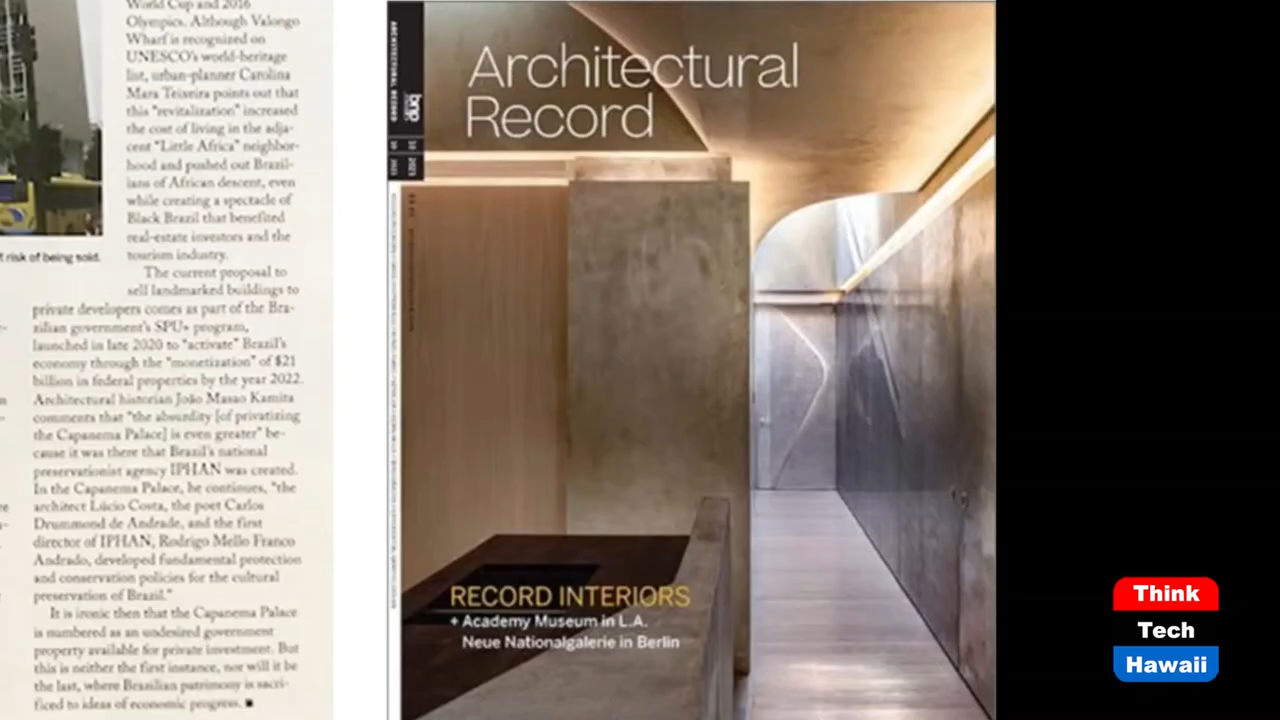 World Cup and 2016
Olympics. Although Valongo
Wharf is recognized on
UNESCO's world-heritage
list, urban-planner Carolina
Mara Teixeira points out that
this "revitalization" increased
the cost of living in the adja-
cent "Little Africa" neighbor-
hood and pushed out Brazil-
ians of African descent, even
while creating a spectacle of
Black Brazil that benefited
real-estate investors and the
tourism industry.
t risk of being sold.
The current proposal to
sell landmarked buildings to
private developers comes as part of the Bra-
zilian government's SPU+ program,
launched in late 2020 to "activate" Brazil's
economy through the "monetization" of $21
billion in federal properties by the year 2022.
Architectural historian João Masao Kamita
comments that "the absurdity [of privatizing
the Capanema Palace] is even greater" be-
cause it was there that Brazil's national
preservationist agency IPHAN was created.
In the Capanema Palace, he continues, "the
architect Lúcio Costa, the poet Carlos
Drummond de Andrade, and the first
director of IPHAN, Rodrigo Mello Franco
Andrade, developed fundamental protection
and conservation policies for the cultural
preservation of Brazil."
It is ironic then that the Capanema Palace
is numbered as an undesired government
property available for private investment. But
this is neither the first instance, nor will it be
the last, where Brazilian patrimony is sacri-
ficed to ideas of economic progress. ■
ARCHITECTURAL RECORD
bnp
10 2021
Architectural
Record
RECORD INTERIORS
+ Academy Museum in L.A.
Neue Nationalgalerie in Berlin
Think
Tech
Hawaii